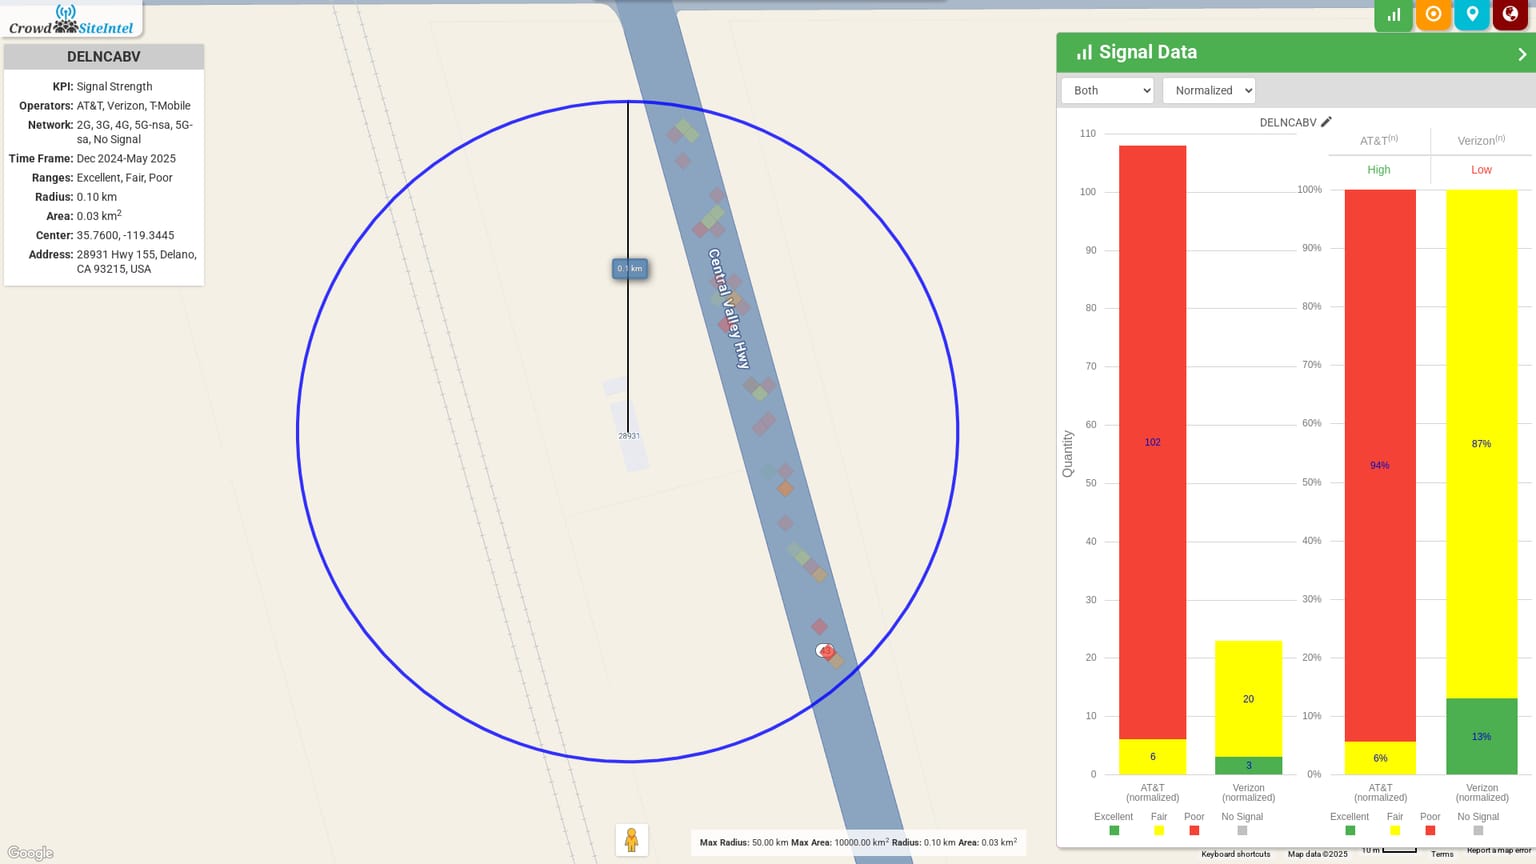 CrowdSiteIntel
DELNCABV
KPI: Signal Strength
Operators: AT&T, Verizon, T-Mobile
Network: 2G, 3G, 4G, 5G-nsa, 5G-
sa, No Signal
Time Frame: Dec 2024-May 2025
Ranges: Excellent, Fair, Poor
Radius: 0.10 km
Area: 0.03 km²
Center: 35.7600, -119.3445
Address: 28931 Hwy 155, Delano,
CA 93215, USA
0.1 km
Central Valley Hwy
28931
43
Google
Max Radius: 50.00 km Max Area: 10000.00 km² Radius: 0.10 km Area: 0.03 km²
Signal Data
Both
Normalized
DELNCABV
Quantity
110
100
90
80
70
60
50
40
30
20
10
0
102
6
20
3
AT&T
(normalized)
Verizon
(normalized)
Excellent Fair Poor No Signal
AT&T(n) Verizon(n)
High Low
100%
90%
80%
70%
60%
50%
40%
30%
20%
10%
0%
94%
6%
87%
13%
AT&T
(normalized)
Verizon
(normalized)
Excellent Fair Poor No Signal
Keyboard shortcuts Map data ©2025 10 m Terms Report a map error